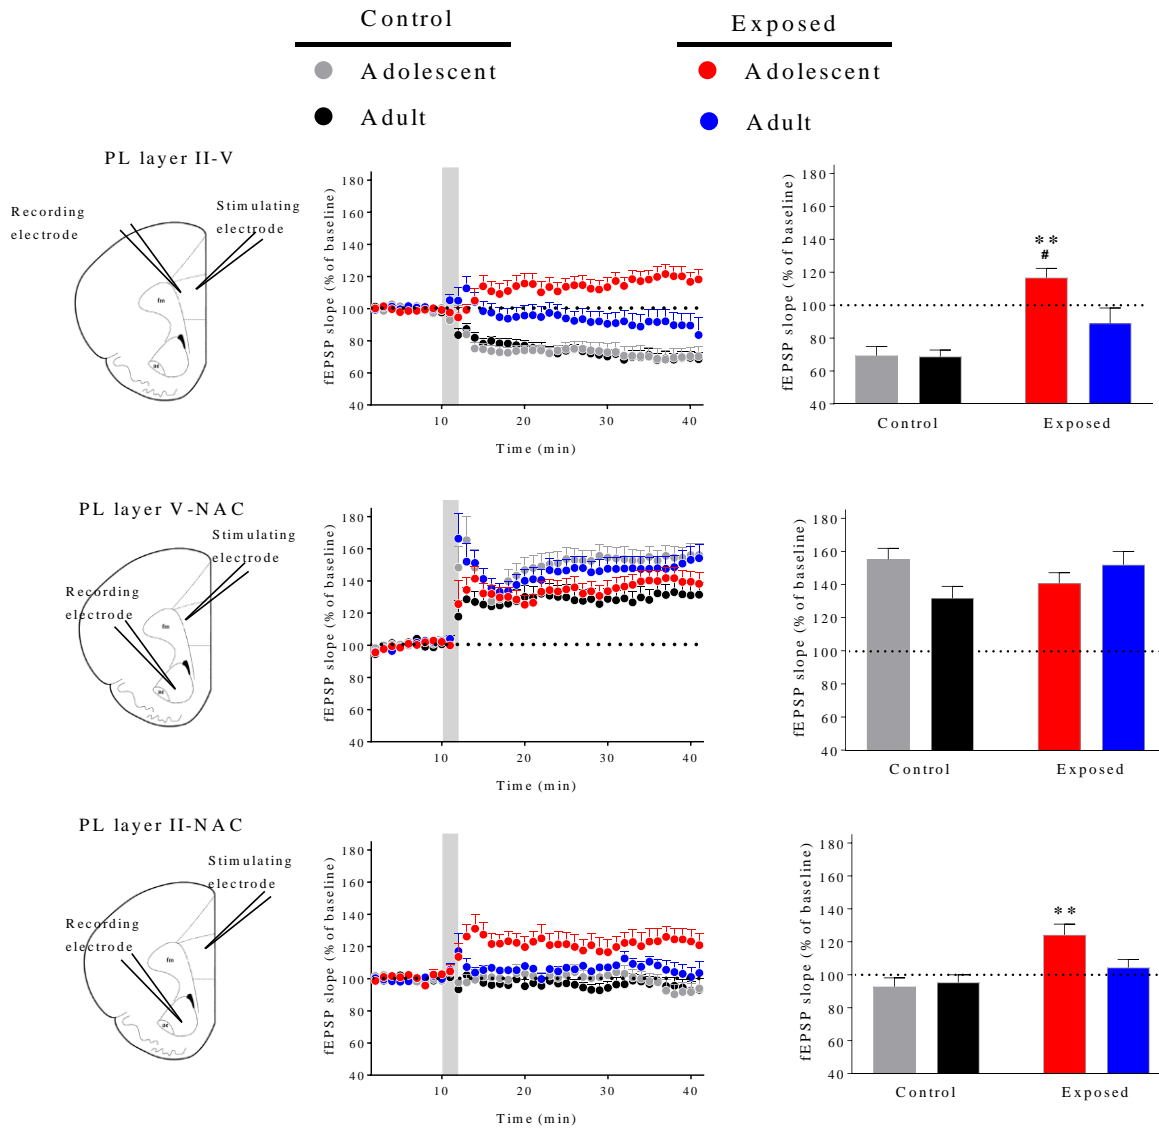 Control
Exposed
Adolescent
Adolescent
Adult
Adult
PL layer II-V
Recording
electrode
Stimulating
electrode
fm
ac
fEPSP slope (% of baseline)
180
160
140
120
100
80
60
40
10
20
30
40
Time (min)
fEPSP slope (% of baseline)
180
160
140
120
100
80
60
40
**
#
Control
Exposed
PL layer V-NAC
Stimulating
electrode
Recording
electrode
fm
ac
fEPSP slope (% of baseline)
180
160
140
120
100
80
60
40
10
20
30
40
Time (min)
fEPSP slope (% of baseline)
180
160
140
120
100
80
60
40
Control
Exposed
PL layer II-NAC
Stimulating
electrode
Recording
electrode
fm
ac
fEPSP slope (% of baseline)
180
160
140
120
100
80
60
40
10
20
30
40
Time (min)
fEPSP slope (% of baseline)
180
160
140
120
100
80
60
40
**
Control
Exposed